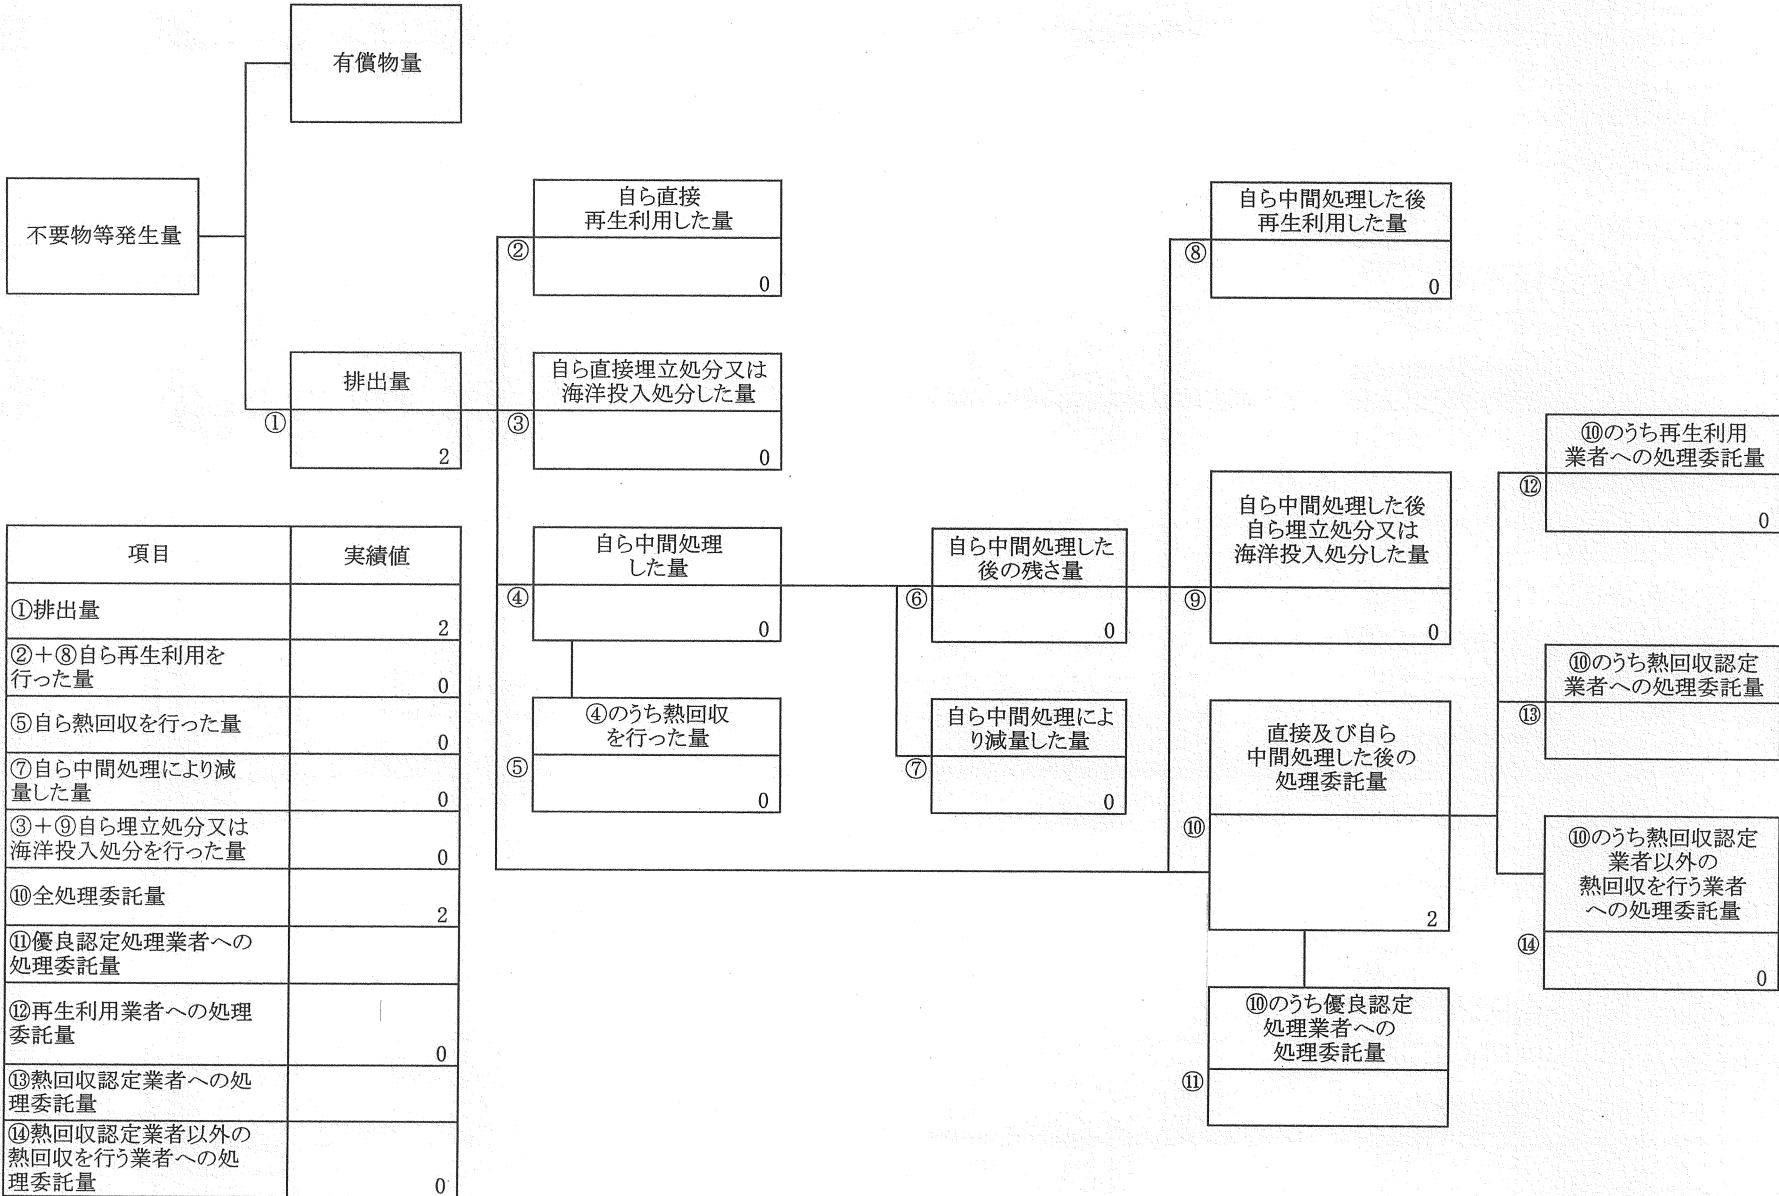 有償物量
不要物等発生量
自ら直接
再生利用した量
②
0
自ら中間処理した後
再生利用した量
⑧
0
排出量
①
2
自ら直接埋立処分又は
海洋投入処分した量
③
0
⑩のうち再生利用
業者への処理委託量
⑫
0
自ら中間処理した後
自ら埋立処分又は
海洋投入処分した量
⑨
0
自ら中間処理
した量
④
0
自ら中間処理した
後の残さ量
⑥
0
④のうち熱回収
を行った量
⑤
0
自ら中間処理によ
り減量した量
⑦
0
直接及び自ら
中間処理した後の
処理委託量
⑩
2
⑩のうち熱回収認定
業者への処理委託量
⑬
⑩のうち熱回収認定
業者以外の
熱回収を行う業者
への処理委託量
⑭
0
⑩のうち優良認定
処理業者への
処理委託量
⑪
項目 実績値
①排出量
2
②+⑧自ら再生利用を
行った量
0
⑤自ら熱回収を行った量
0
⑦自ら中間処理により減
量した量
0
③+⑨自ら埋立処分又は
海洋投入処分を行った量
0
⑩全処理委託量
2
⑪優良認定処理業者への
処理委託量
⑫再生利用業者への処理
委託量
0
⑬熱回収認定業者への処
理委託量
⑭熱回収認定業者以外の
熱回収を行う業者への処
理委託量
0